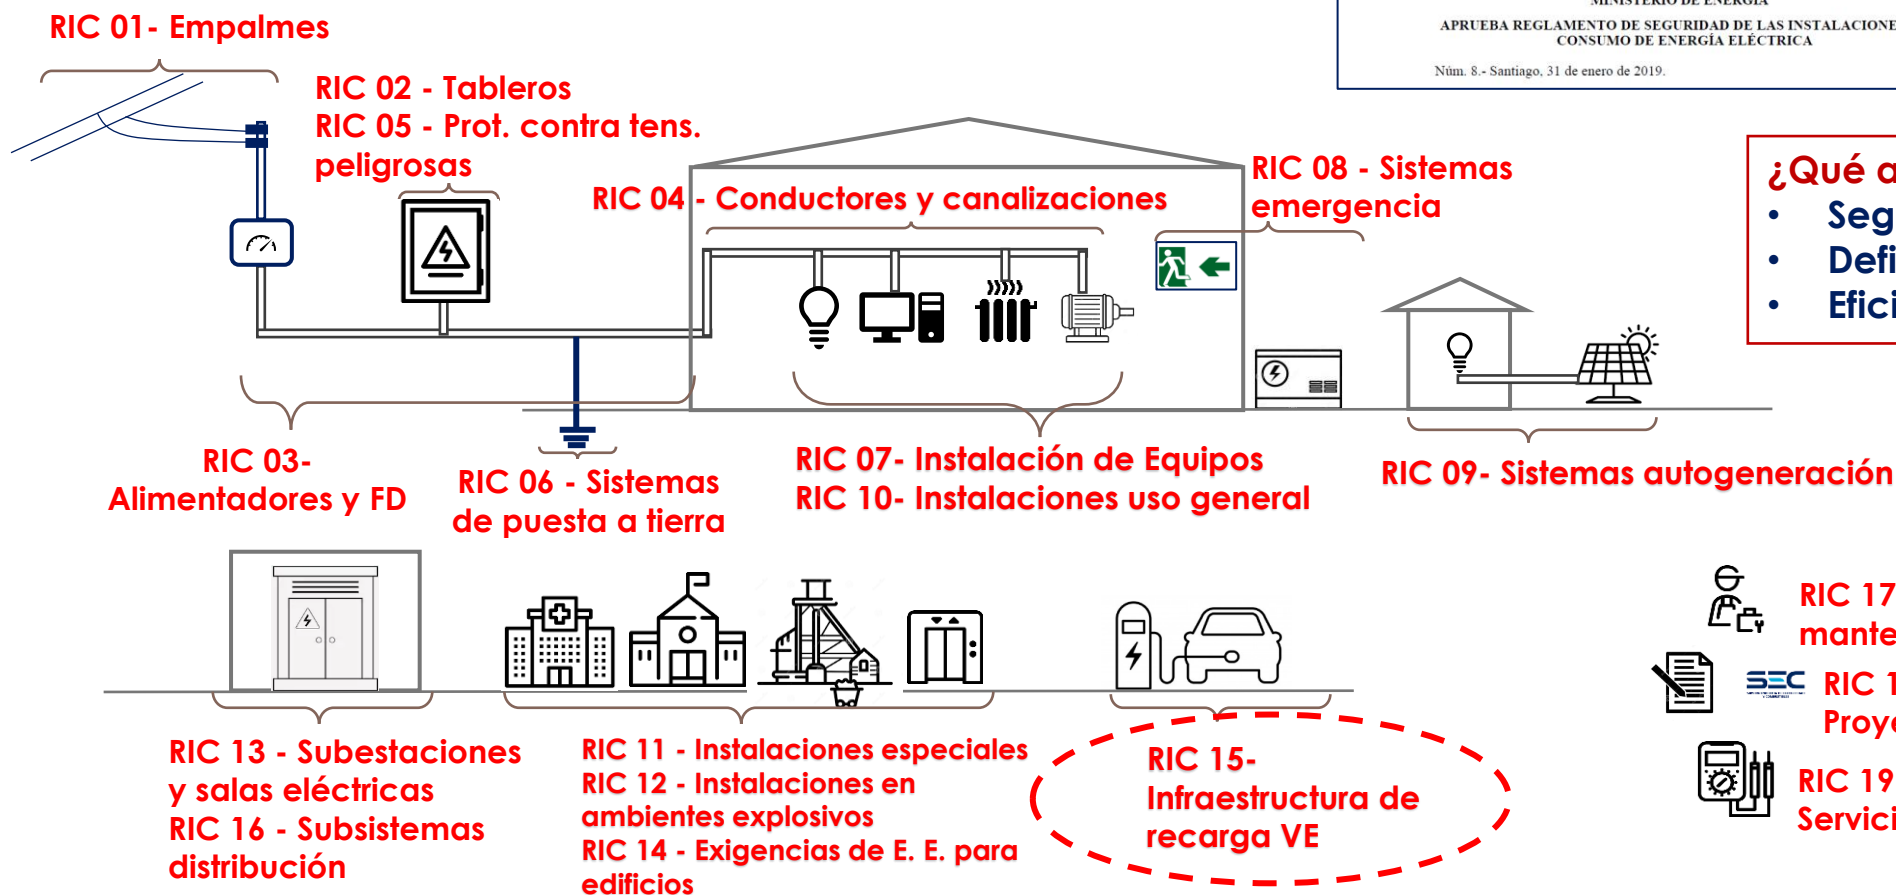 MINISTERIO DE ENERGÍA
APRUEBA REGLAMENTO DE SEGURIDAD DE LAS INSTALACIONE
CONSUMO DE ENERGÍA ELÉCTRICA
Núm. 8.- Santiago, 31 de enero de 2019.
RIC 01- Empalmes
RIC 02 - Tableros
RIC 05 - Prot. contra tens.
peligrosas
RIC 04 - Conductores y canalizaciones
RIC 08 - Sistemas
emergencia
¿Qué a
• Seg
• Defi
• Efici
RIC 03-
Alimentadores y FD
RIC 06 - Sistemas
de puesta a tierra
RIC 07- Instalación de Equipos
RIC 10- Instalaciones uso general
RIC 09- Sistemas autogeneración
RIC 13 - Subestaciones
y salas eléctricas
RIC 16 - Subsistemas
distribución
RIC 11 - Instalaciones especiales
RIC 12 - Instalaciones en
ambientes explosivos
RIC 14 - Exigencias de E. E. para
edificios
RIC 15-
Infraestructura de
recarga VE
RIC 17
mante
SEC
RIC 1
Proye
RIC 19
Servici